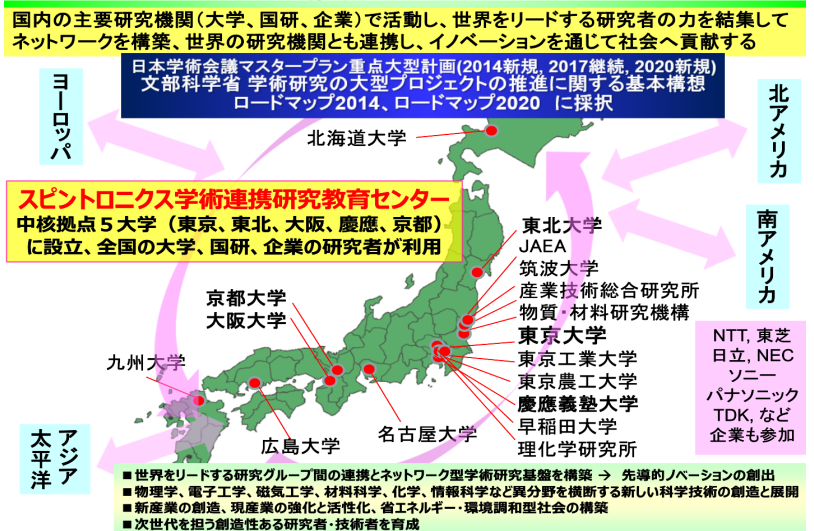 国内の主要研究機関（大学、国研、企業）で活動し、世界をリードする研究者の力を結集して
ネットワークを構築、世界の研究機関とも連携し、イノベーションを通じて社会へ貢献する
日本学術会議マスタープラン重点大型計画(2014新規, 2017継続, 2020新規)
文部科学省 学術研究の大型プロジェクトの推進に関する基本構想
ロードマップ2014、ロードマップ2020 に採択
ヨーロッパ
北アメリカ
北海道大学
スピントロニクス学術連携研究教育センター
中核拠点５大学（東京、東北、大阪、慶應、京都）
に設立、全国の大学、国研、企業の研究者が利用
南アメリカ
東北大学
JAEA
筑波大学
産業技術総合研究所
物質・材料研究機構
東京大学
東京工業大学
東京農工大学
慶應義塾大学
早稲田大学
理化学研究所
京都大学
大阪大学
九州大学
広島大学
名古屋大学
NTT, 東芝
日立, NEC
ソニー
パナソニック
TDK, など
企業も参加
アジア
太平洋
■世界をリードする研究グループ間の連携とネットワーク型学術研究基盤を構築 → 先導的ノベーションの創出
■物理学、電子工学、磁気工学、材料科学、化学、情報科学など異分野を横断する新しい科学技術の創造と展開
■新産業の創造、現産業の強化と活性化、省エネルギー・環境調和型社会の構築
■次世代を担う創造性ある研究者・技術者を育成